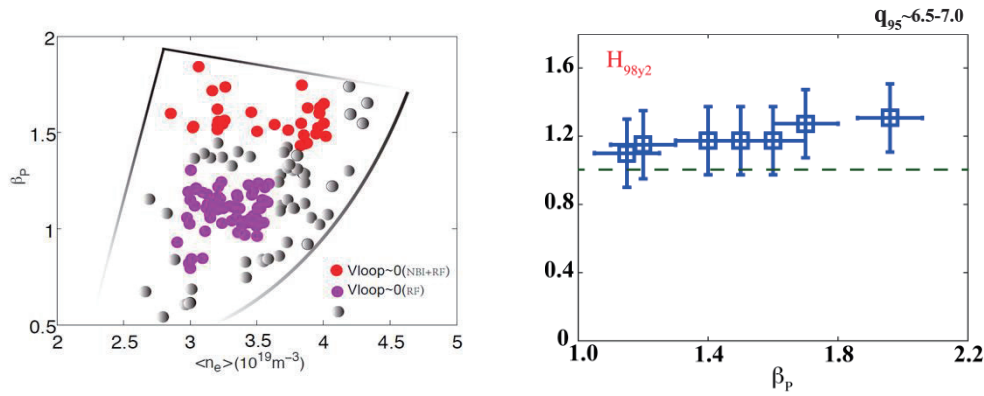 β_P
2
1.5
1
0.5
2 2.5 3 3.5 4 4.5 5
<n_e>(10^19 m^−3)
Vloop~0(NBI+RF)
Vloop~0(RF)
q_95~6.5-7.0
H_98y2
1.6
1.2
0.8
0.4
0
1.0 1.4 1.8 2.2
β_P